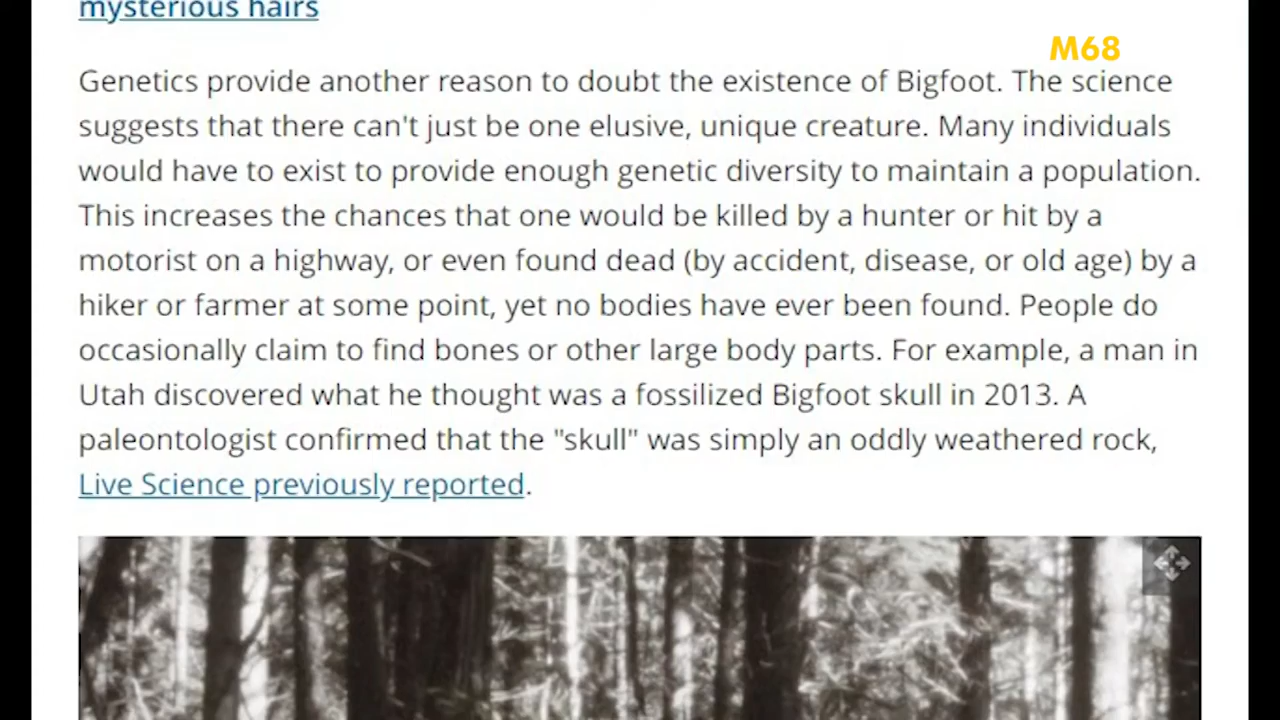 mysterious hairs
M68
Genetics provide another reason to doubt the existence of Bigfoot. The science
suggests that there can't just be one elusive, unique creature. Many individuals
would have to exist to provide enough genetic diversity to maintain a population.
This increases the chances that one would be killed by a hunter or hit by a
motorist on a highway, or even found dead (by accident, disease, or old age) by a
hiker or farmer at some point, yet no bodies have ever been found. People do
occasionally claim to find bones or other large body parts. For example, a man in
Utah discovered what he thought was a fossilized Bigfoot skull in 2013. A
paleontologist confirmed that the "skull" was simply an oddly weathered rock,
Live Science previously reported.